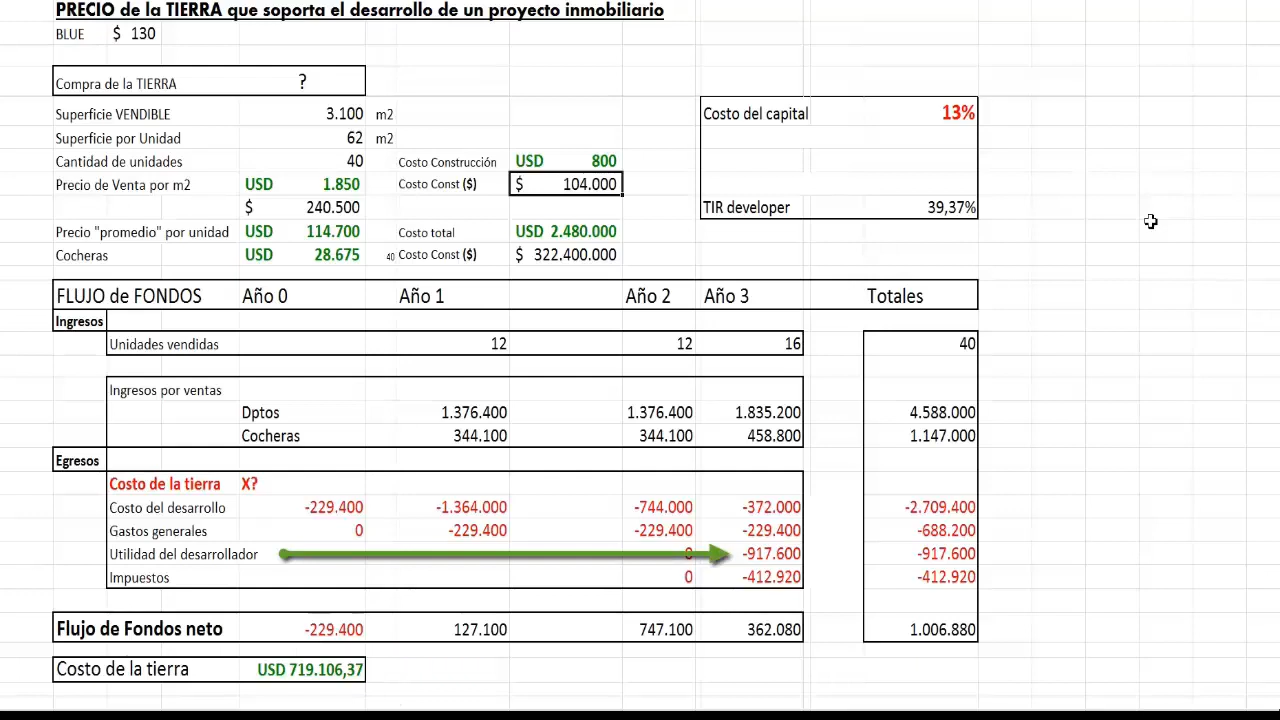 PRECIO de la TIERRA que soporta el desarrollo de un proyecto inmobiliario
BLUE $ 130
Compra de la TIERRA ?
Superficie VENDIBLE 3.100 m2 Costo del capital 13%
Superficie por Unidad 62 m2
Cantidad de unidades 40 Costo Construcción USD 800
Precio de Venta por m2 USD 1.850 Costo Const ($) $ 104.000
$ 240.500 TIR developer 39,37%
Precio "promedio" por unidad USD 114.700 Costo total USD 2.480.000
Cocheras USD 28.675 40 Costo Const ($) $ 322.400.000
FLUJO de FONDOS Año 0 Año 1 Año 2 Año 3 Totales
Ingresos
Unidades vendidas 12 12 16 40
Ingresos por ventas
Dptos 1.376.400 1.376.400 1.835.200 4.588.000
Cocheras 344.100 344.100 458.800 1.147.000
Egresos
Costo de la tierra X?
Costo del desarrollo -229.400 -1.364.000 -744.000 -372.000 -2.709.400
Gastos generales 0 -229.400 -229.400 -229.400 -688.200
Utilidad del desarrollador 0 -917.600 -917.600
Impuestos 0 -412.920 -412.920
Flujo de Fondos neto -229.400 127.100 747.100 362.080 1.006.880
Costo de la tierra USD 719.106,37